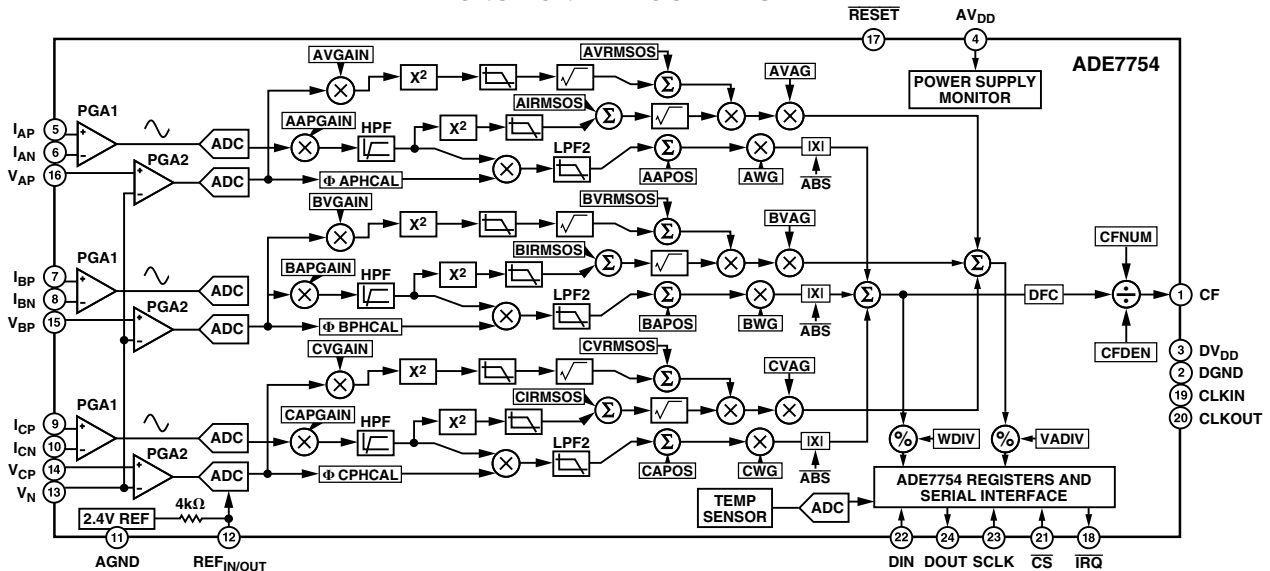 RESET
AVDD
17
4
ADE7754
POWER SUPPLY
MONITOR
AVGAIN
X2
AVRMSOS
Σ
AVAG
PGA1
IAP
5
IAN
6
VAP
16
PGA2
ADC
ADC
AAPGAIN
HPF
X2
AIRMSOS
Σ
Φ APHCAL
LPF2
Σ
AAPOS
AWG
|X|
ABS
BVGAIN
X2
BVRMSOS
Σ
BVAG
PGA1
IBP
7
IBN
8
VBP
15
PGA2
ADC
ADC
BAPGAIN
HPF
X2
BIRMSOS
Σ
Φ BPHCAL
LPF2
Σ
BAPOS
BWG
|X|
ABS
Σ
Σ
DFC
CFNUM
÷
CFDEN
1
CF
3
DVDD
2
DGND
19
CLKIN
20
CLKOUT
CVGAIN
X2
CVRMSOS
Σ
CVAG
PGA1
ICP
9
ICN
10
VCP
14
VN
13
PGA2
ADC
ADC
CAPGAIN
HPF
X2
CIRMSOS
Σ
Φ CPHCAL
LPF2
Σ
CAPOS
CWG
|X|
ABS
%
WDIV
%
VADIV
ADE7754 REGISTERS AND
SERIAL INTERFACE
TEMP
SENSOR
ADC
2.4V REF
4kΩ
11
AGND
12
REFIN/OUT
22
DIN
24
DOUT
23
SCLK
21
CS
18
IRQ